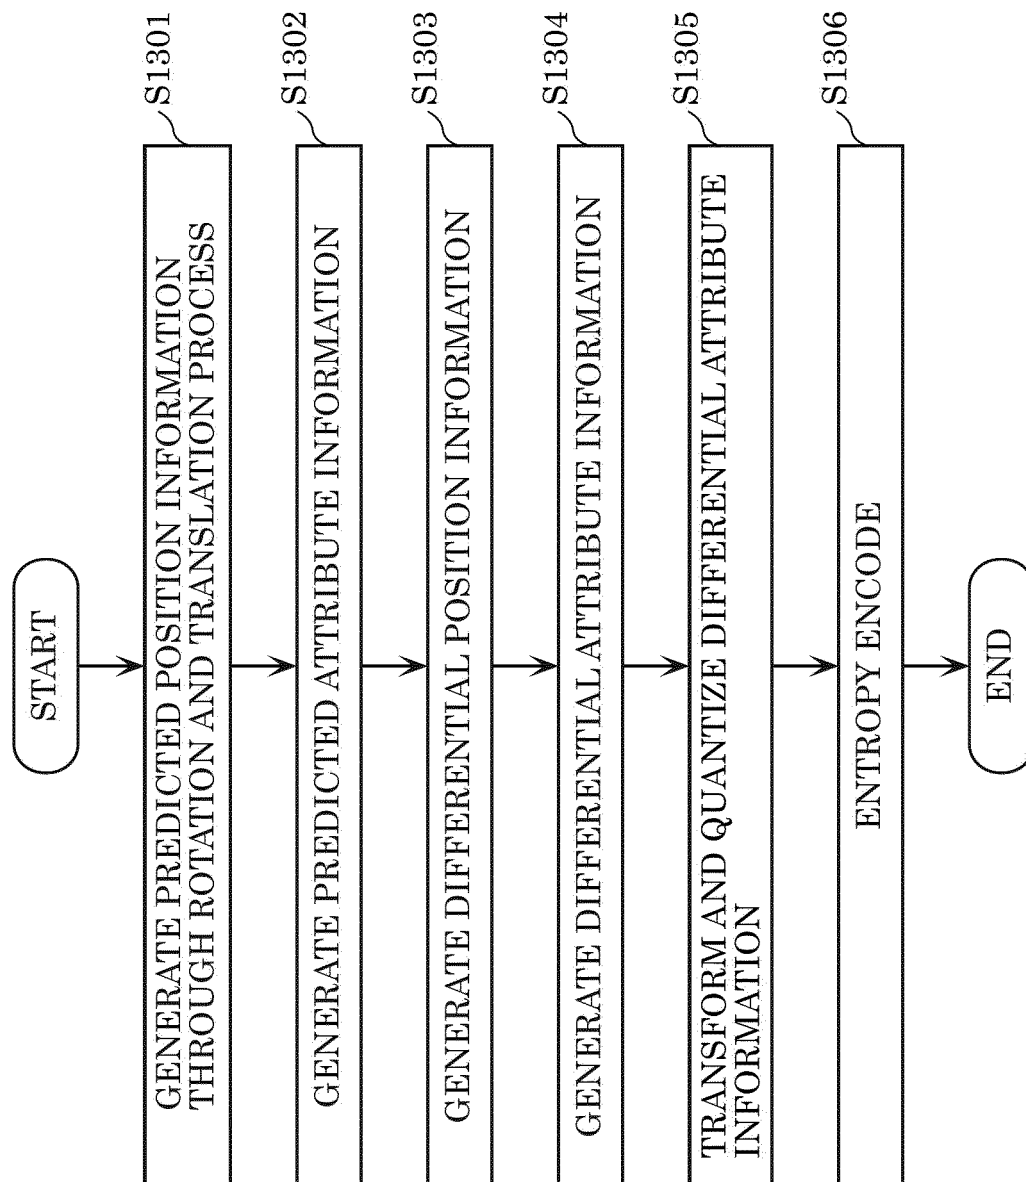 START
S1301
GENERATE PREDICTED POSITION INFORMATION
THROUGH ROTATION AND TRANSLATION PROCESS
S1302
GENERATE PREDICTED ATTRIBUTE INFORMATION
S1303
GENERATE DIFFERENTIAL POSITION INFORMATION
S1304
GENERATE DIFFERENTIAL ATTRIBUTE INFORMATION
S1305
TRANSFORM AND QUANTIZE DIFFERENTIAL ATTRIBUTE
INFORMATION
S1306
ENTROPY ENCODE
END